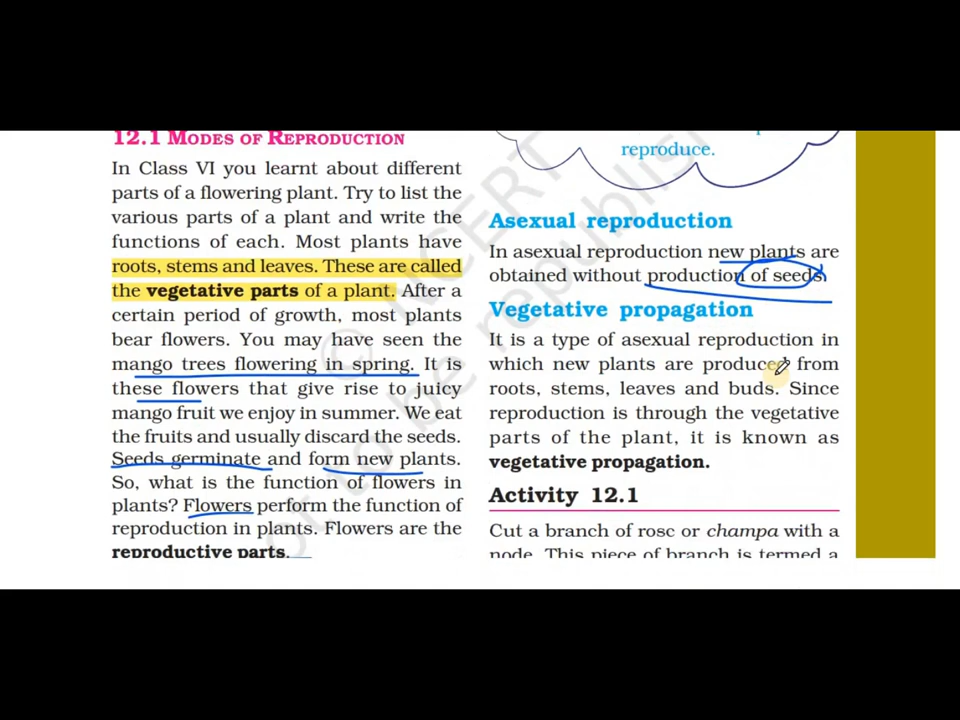 12.1 MODES OF REPRODUCTION
In Class VI you learnt about different
parts of a flowering plant. Try to list the
various parts of a plant and write the
functions of each. Most plants have
roots, stems and leaves. These are called
the vegetative parts of a plant. After a
certain period of growth, most plants
bear flowers. You may have seen the
mango trees flowering in spring. It is
these flowers that give rise to juicy
mango fruit we enjoy in summer. We eat
the fruits and usually discard the seeds.
Seeds germinate and form new plants.
So, what is the function of flowers in
plants? Flowers perform the function of
reproduction in plants. Flowers are the
reproductive parts.
reproduce.
Asexual reproduction
In asexual reproduction new plants are
obtained without production of seeds.
Vegetative propagation
It is a type of asexual reproduction in
which new plants are produced from
roots, stems, leaves and buds. Since
reproduction is through the vegetative
parts of the plant, it is known as
vegetative propagation.
Activity 12.1
Cut a branch of rose or champa with a
node. This piece of branch is termed a
© NCERT
not to be republis